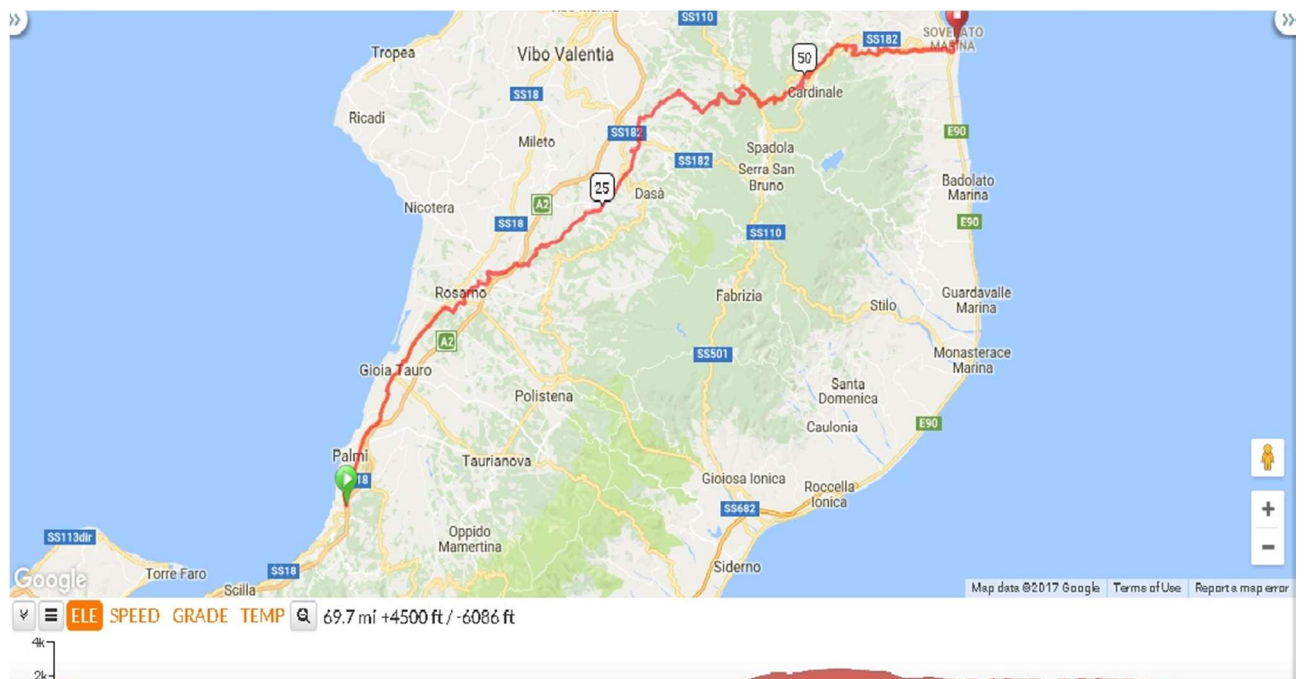 SS110
SOVERATO
MARINA
SS182
Tropea
Vibo Valentia
50
Cardinale
SS18
Ricadi
SS182
E90
Mileto
SS182
Spadola
Serra San
Bruno
25
Dasà
Badolato
Marina
Nicotera
A2
SS18
E90
SS110
Rosarno
Fabrizia
Guardavalle
Marina
Stilo
A2
SS501
Monasterace
Marina
Gioia Tauro
Santa
Domenica
Polistena
Caulonia
E90
Palmi
18
Taurianova
Gioiosa Ionica
Roccella
Ionica
SS682
Oppido
Mamertina
SS113dir
Siderno
SS18
Torre Faro
Scilla
Google
Map data ©2017 Google
Terms of Use
Report a map error
ELE SPEED GRADE TEMP 69.7 mi +4500 ft / -6086 ft
4k
2k